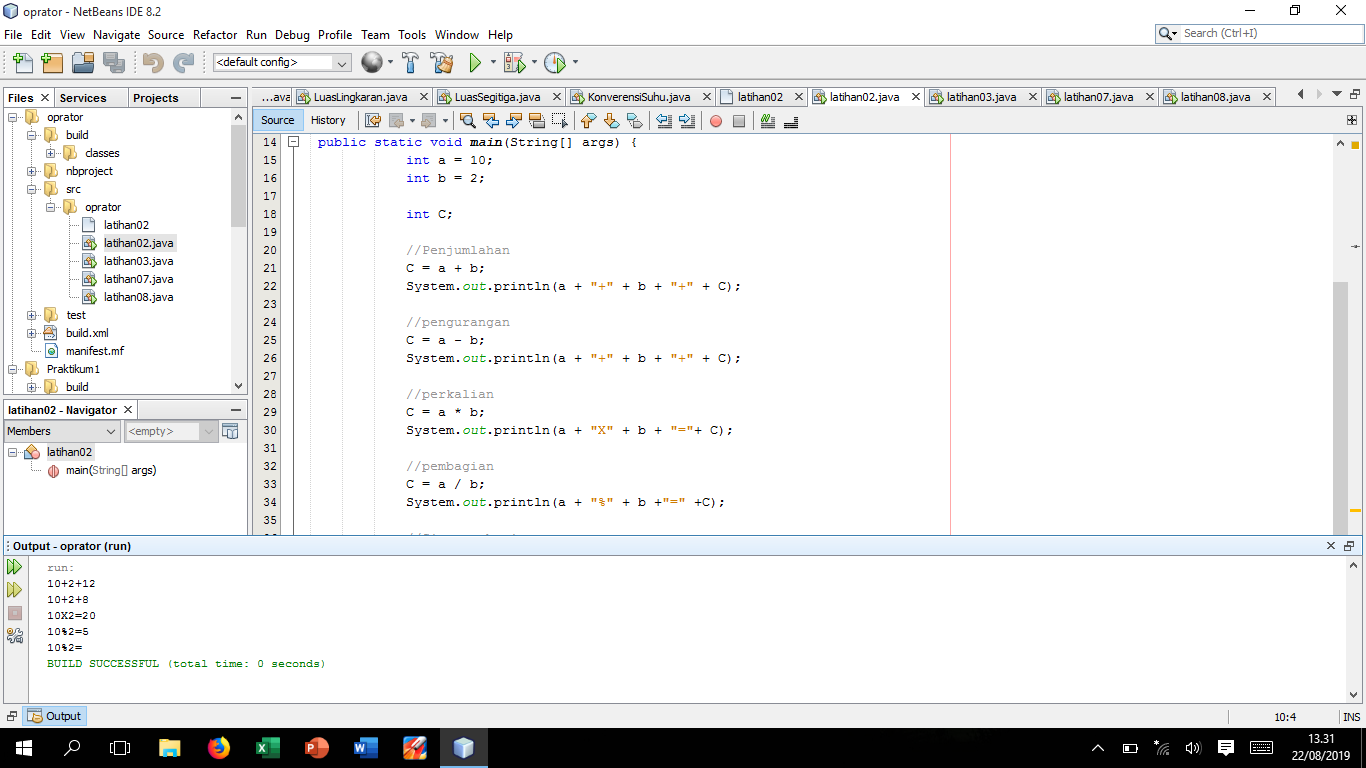 oprator - NetBeans IDE 8.2
File Edit View Navigate Source Refactor Run Debug Profile Team Tools Window Help
Search (Ctrl+I)
<default config>
Files Services Projects
...ava LuasLingkaran.java LuasSegitiga.java KonverensiSuhu.java latihan02 latihan02.java latihan03.java latihan07.java latihan08.java
Source History
oprator
build
classes
nbproject
src
oprator
latihan02
latihan02.java
latihan03.java
latihan07.java
latihan08.java
test
build.xml
manifest.mf
Praktikum1
build
latihan02 - Navigator
Members <empty>
latihan02
main(String[] args)
14 public static void main(String[] args) {
15 int a = 10;
16 int b = 2;
17
18 int C;
19
20 //Penjumlahan
21 C = a + b;
22 System.out.println(a + "+" + b + "+" + C);
23
24 //pengurangan
25 C = a - b;
26 System.out.println(a + "+" + b + "+" + C);
27
28 //perkalian
29 C = a * b;
30 System.out.println(a + "X" + b + "="+ C);
31
32 //pembagian
33 C = a / b;
34 System.out.println(a + "%" + b +"=" +C);
35
Output - oprator (run)
run:
10+2+12
10+2+8
10X2=20
10%2=5
10%2=
BUILD SUCCESSFUL (total time: 0 seconds)
Output
10:4 INS
13.31
22/08/2019